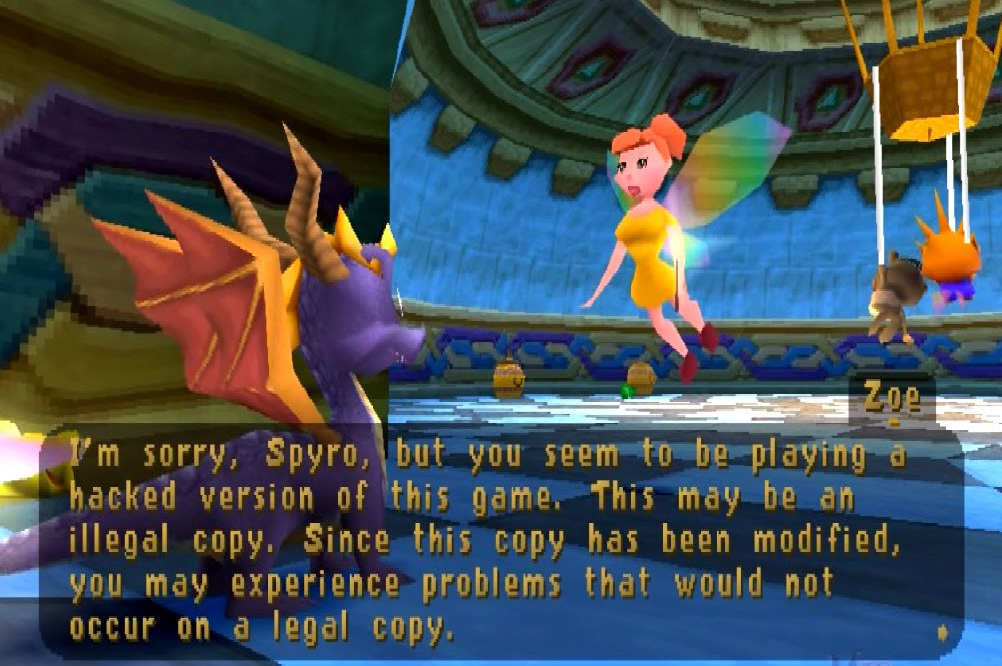 Zoe
I'm sorry, Spyro, but you seem to be playing a
hacked version of this game. This may be an
illegal copy. Since this copy has been modified,
you may experience problems that would not
occur on a legal copy.